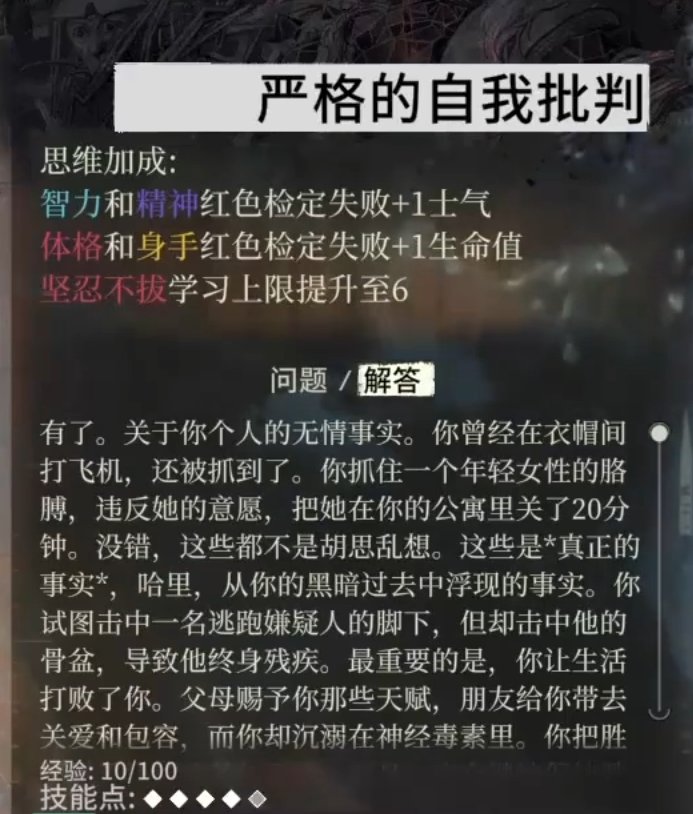 严格的自我批判
思维加成:
智力和精神红色检定失败+1士气
体格和身手红色检定失败+1生命值
坚忍不拔学习上限提升至6
问题 / 解答
有了。关于你个人的无情事实。你曾经在衣帽间
打飞机，还被抓到了。你抓住一个年轻女性的胳
膊，违反她的意愿，把她在你的公寓里关了20分
钟。没错，这些都不是胡思乱想。这些是*真正的
事实*，哈里，从你的黑暗过去中浮现的事实。你
试图击中一名逃跑嫌疑人的脚下，但却击中他的
骨盆，导致他终身残疾。最重要的是，你让生活
打败了你。父母赐予你那些天赋，朋友给你带去
关爱和包容，而你却沉溺在神经毒素里。你把胜
经验: 10/100
技能点: